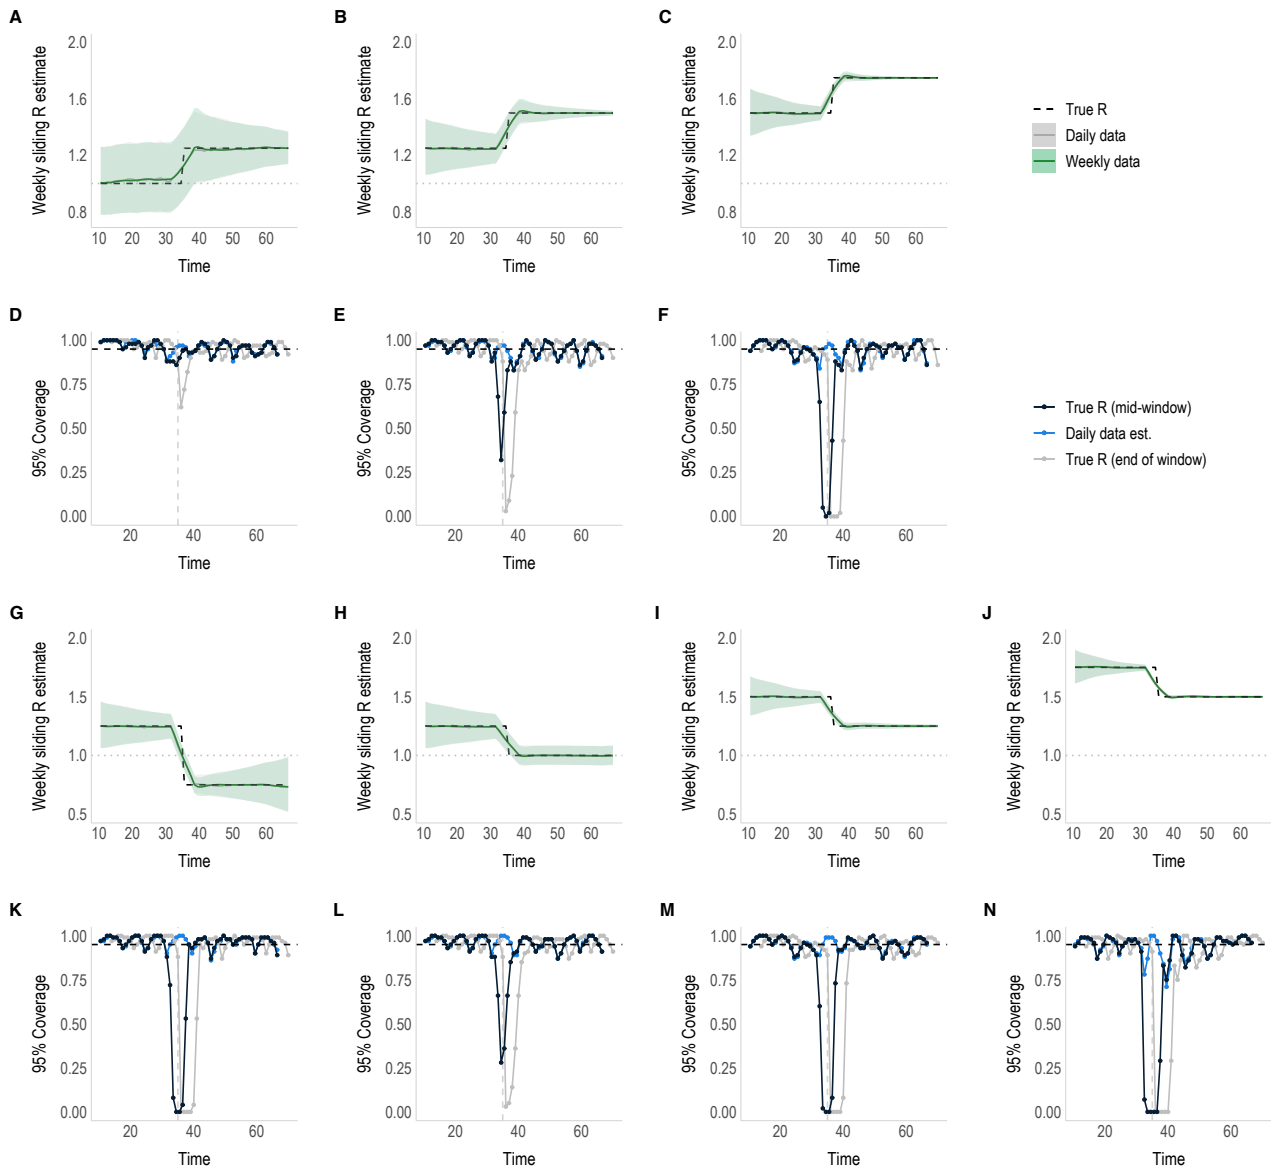 A
B
C
Weekly sliding R estimate
2.0
1.6
1.2
0.8
10 20 30 40 50 60
Time
Weekly sliding R estimate
2.0
1.6
1.2
0.8
10 20 30 40 50 60
Time
Weekly sliding R estimate
2.0
1.6
1.2
0.8
10 20 30 40 50 60
Time
True R
Daily data
Weekly data
D
E
F
95% Coverage
1.00
0.75
0.50
0.25
0.00
20 40 60
Time
95% Coverage
1.00
0.75
0.50
0.25
0.00
20 40 60
Time
95% Coverage
1.00
0.75
0.50
0.25
0.00
20 40 60
Time
True R (mid-window)
Daily data est.
True R (end of window)
G
H
I
J
Weekly sliding R estimate
2.0
1.5
1.0
0.5
10 20 30 40 50 60
Time
Weekly sliding R estimate
2.0
1.5
1.0
0.5
10 20 30 40 50 60
Time
Weekly sliding R estimate
2.0
1.5
1.0
0.5
10 20 30 40 50 60
Time
Weekly sliding R estimate
2.0
1.5
1.0
0.5
10 20 30 40 50 60
Time
K
L
M
N
95% Coverage
1.00
0.75
0.50
0.25
0.00
20 40 60
Time
95% Coverage
1.00
0.75
0.50
0.25
0.00
20 40 60
Time
95% Coverage
1.00
0.75
0.50
0.25
0.00
20 40 60
Time
95% Coverage
1.00
0.75
0.50
0.25
0.00
20 40 60
Time